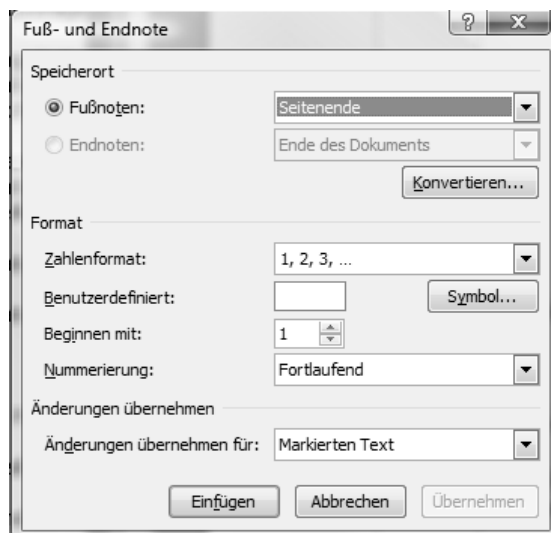 Fuß- und Endnote
Speicherort
Fußnoten: Seitenende
Endnoten: Ende des Dokuments
Konvertieren...
Format
Zahlenformat: 1, 2, 3, ...
Benutzerdefiniert: Symbol...
Beginnen mit: 1
Nummerierung: Fortlaufend
Änderungen übernehmen
Änderungen übernehmen für: Markierten Text
Einfügen Abbrechen Übernehmen